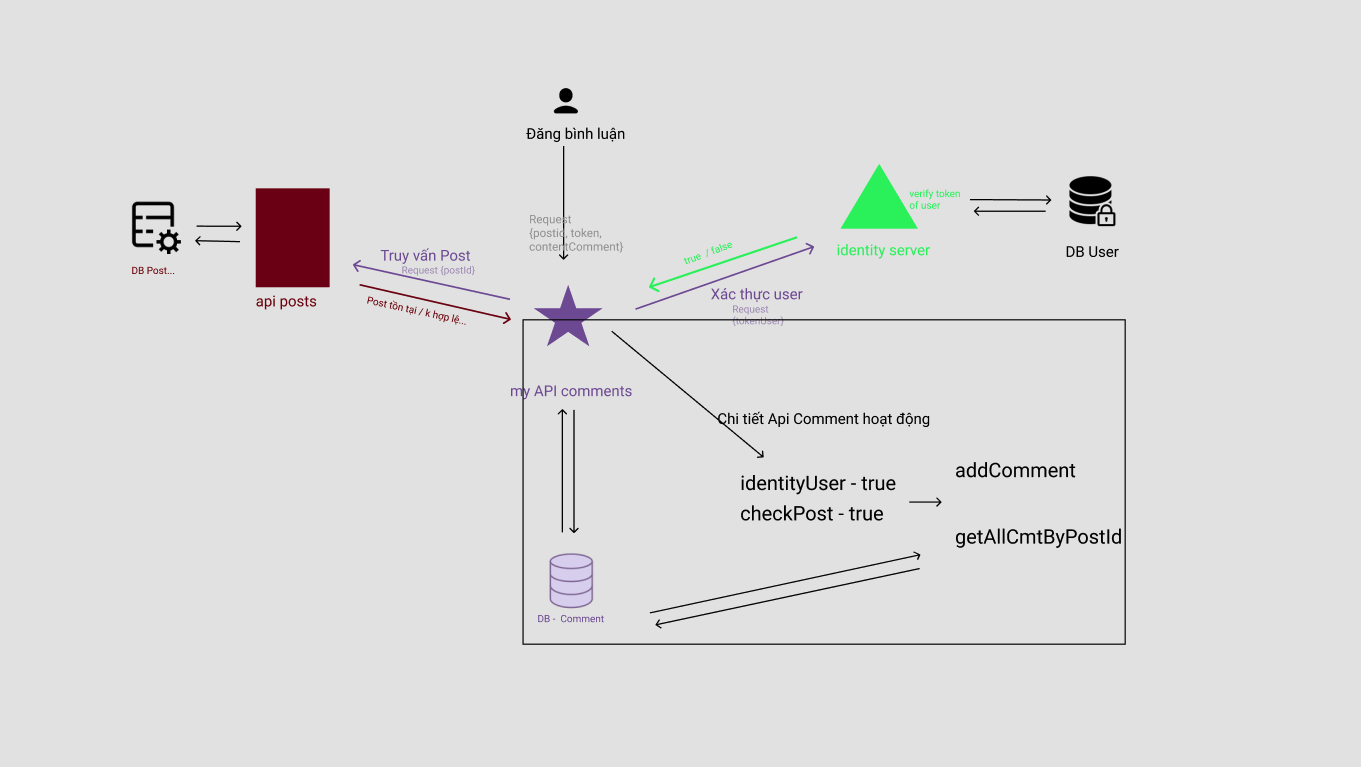 Đăng bình luận
Request
{postid, token,
contentComment}
verify token
of user
identity server
DB User
true / false
Xác thực user
Request
{tokenUser}
DB Post...
api posts
Truy vấn Post
Request {postId}
Post tồn tại / k hợp lệ...
my API comments
Chi tiết Api Comment hoạt động
identityUser - true
checkPost - true
addComment
getAllCmtByPostId
DB - Comment